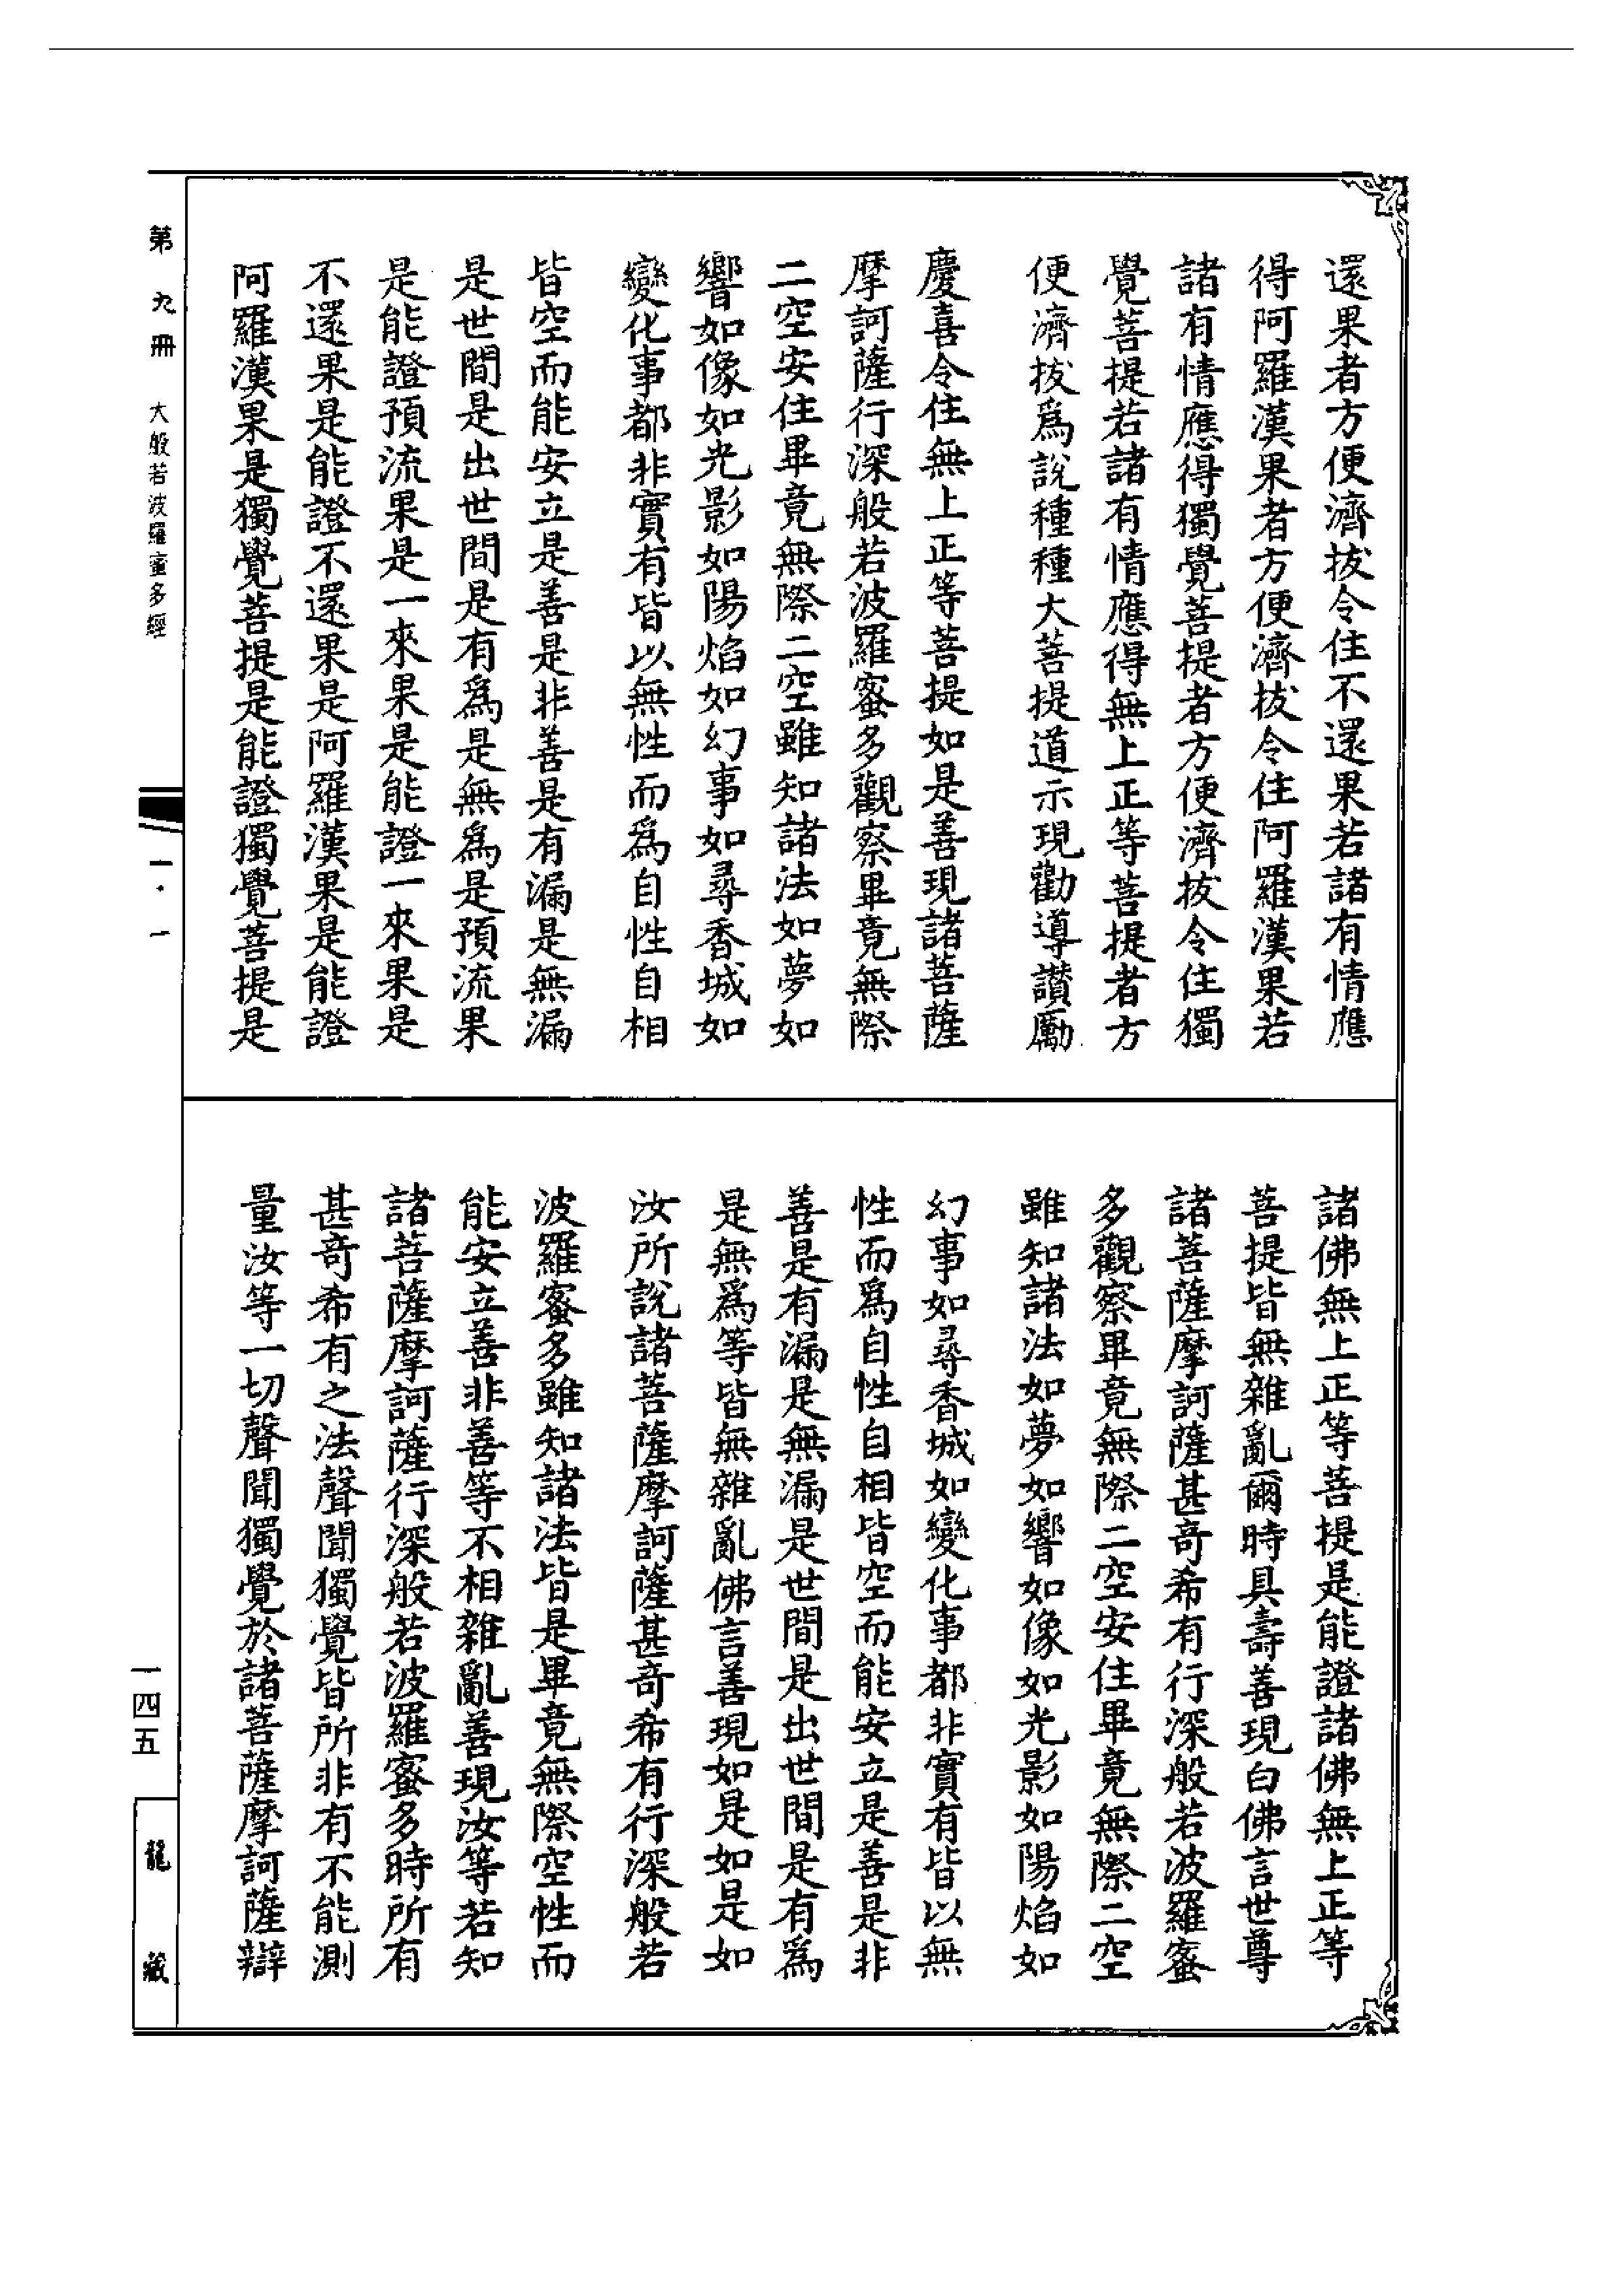 還果者方便濟拔令住不還果若諸有情應
得阿羅漢果者方便濟拔令住阿羅漢果若
諸有情應得獨覺菩提者方便濟拔令住獨
覺菩提若諸有情應得無上正等菩提者方
便濟拔爲說種種大菩提道示現勸導讚勵
慶喜令住無上正等菩提如是善現諸菩薩
摩訶薩行深般若波羅蜜多觀察畢竟無際
二空安住畢竟無際二空雖知諸法如夢如
響如像如光影如陽焰如幻事如尋香城如
變化事都非實有皆以無性而爲自性自相
皆空而能安立是善是非善是有漏是無漏
是世間是出世間是有爲是無爲是預流果
是能證預流果是一來果是能證一來果是
不還果是能證不還果是阿羅漢果是能證
阿羅漢果是獨覺菩提是能證獨覺菩提是
諸佛無上正等菩提是能證諸佛無上正等
菩提皆無雜亂爾時具壽善現白佛言世尊
諸菩薩摩訶薩甚奇希有行深般若波羅蜜
多觀察畢竟無際二空安住畢竟無際二空
雖知諸法如夢如響如像如光影如陽焰如
幻事如尋香城如變化事都非實有皆以無
性而爲自性自相皆空而能安立是善是非
善是有漏是無漏是世間是出世間是有爲
是無爲等皆無雜亂佛言善現如是如是如
汝所說諸菩薩摩訶薩甚奇希有行深般若
波羅蜜多雖知諸法皆是畢竟無際空性而
能安立善非善等不相雜亂善現汝等若知
諸菩薩摩訶薩行深般若波羅蜜多時所有
甚奇希有之法聲聞獨覺皆所非有不能測
量汝等一切聲聞獨覺於諸菩薩摩訶薩辯
第九冊 大般若波羅蜜多經
一·一
一四五
龍藏